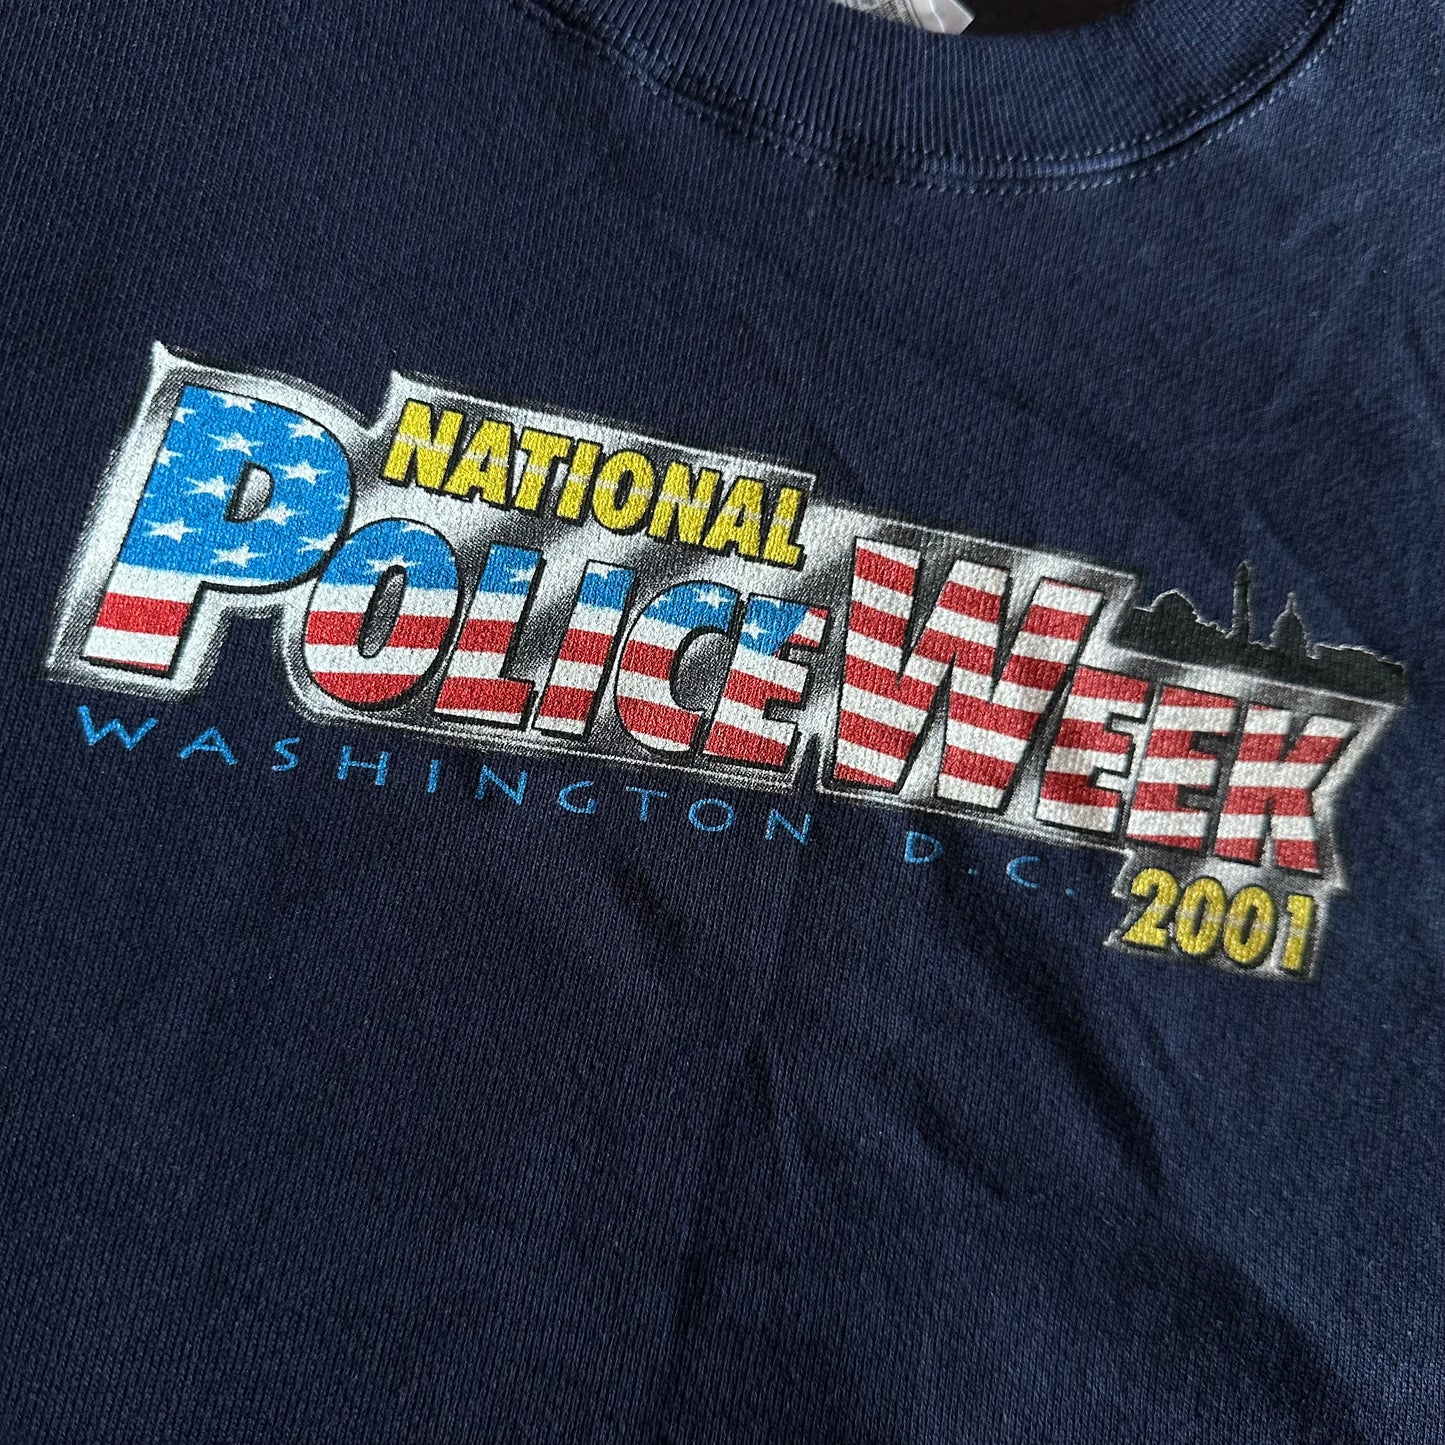 NATIONAL
POLICE WEEK
WASHINGTON D.C.
2001